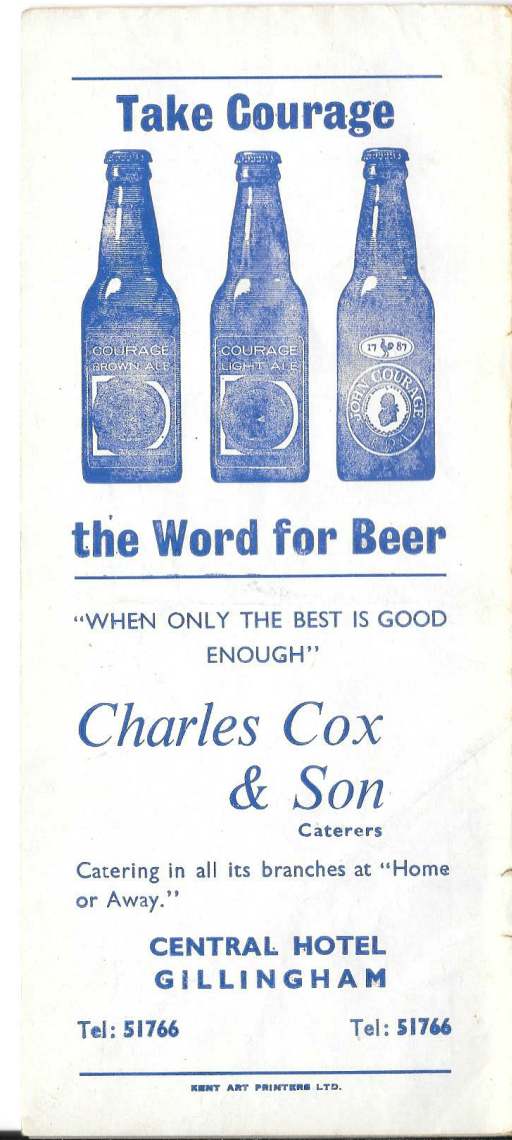 Take Courage
COURAGE
BROWN ALE
COURAGE
LIGHT ALE
17 87
JOHN COURAGE
the Word for Beer
“WHEN ONLY THE BEST IS GOOD
ENOUGH”
Charles Cox
& Son
Caterers
Catering in all its branches at “Home
or Away.”
CENTRAL HOTEL
GILLINGHAM
Tel: 51766 Tel: 51766
KENT ART PRINTERS LTD.